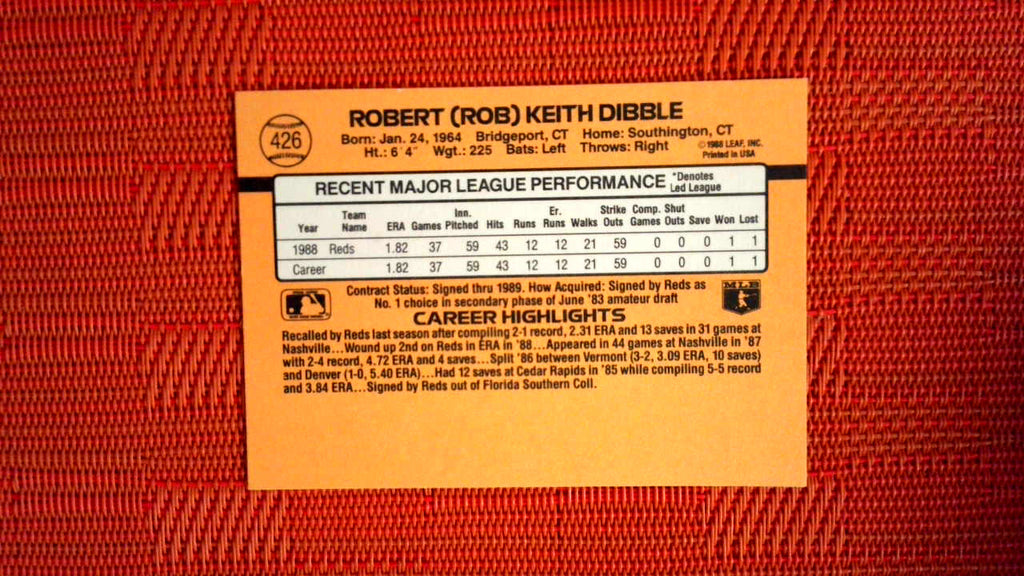 426
ROBERT (ROB) KEITH DIBBLE
Born: Jan. 24, 1964 Bridgeport, CT Home: Southington, CT
Ht.: 6'4" Wgt.: 225 Bats: Left Throws: Right
©1988 LEAF, INC.
Printed in USA
RECENT MAJOR LEAGUE PERFORMANCE
*Denotes
Led League
Year Team Name ERA Games Inn. Pitched Hits Runs Er. Runs Walks Strike Outs Comp. Games Shut Outs Save Won Lost
1988 Reds 1.82 37 59 43 12 12 21 59 0 0 0 1 1
Career 1.82 37 59 43 12 12 21 59 0 0 0 1 1
Contract Status: Signed thru 1989. How Acquired: Signed by Reds as
No. 1 choice in secondary phase of June '83 amateur draft
MLB
CAREER HIGHLIGHTS
Recalled by Reds last season after compiling 2-1 record, 2.31 ERA and 13 saves in 31 games at
Nashville...Wound up 2nd on Reds in ERA in '88...Appeared in 44 games at Nashville in '87
with 2-4 record, 4.72 ERA and 4 saves...Split '86 between Vermont (3-2, 3.09 ERA, 10 saves)
and Denver (1-0, 5.40 ERA)...Had 12 saves at Cedar Rapids in '85 while compiling 5-5 record
and 3.84 ERA...Signed by Reds out of Florida Southern Coll.